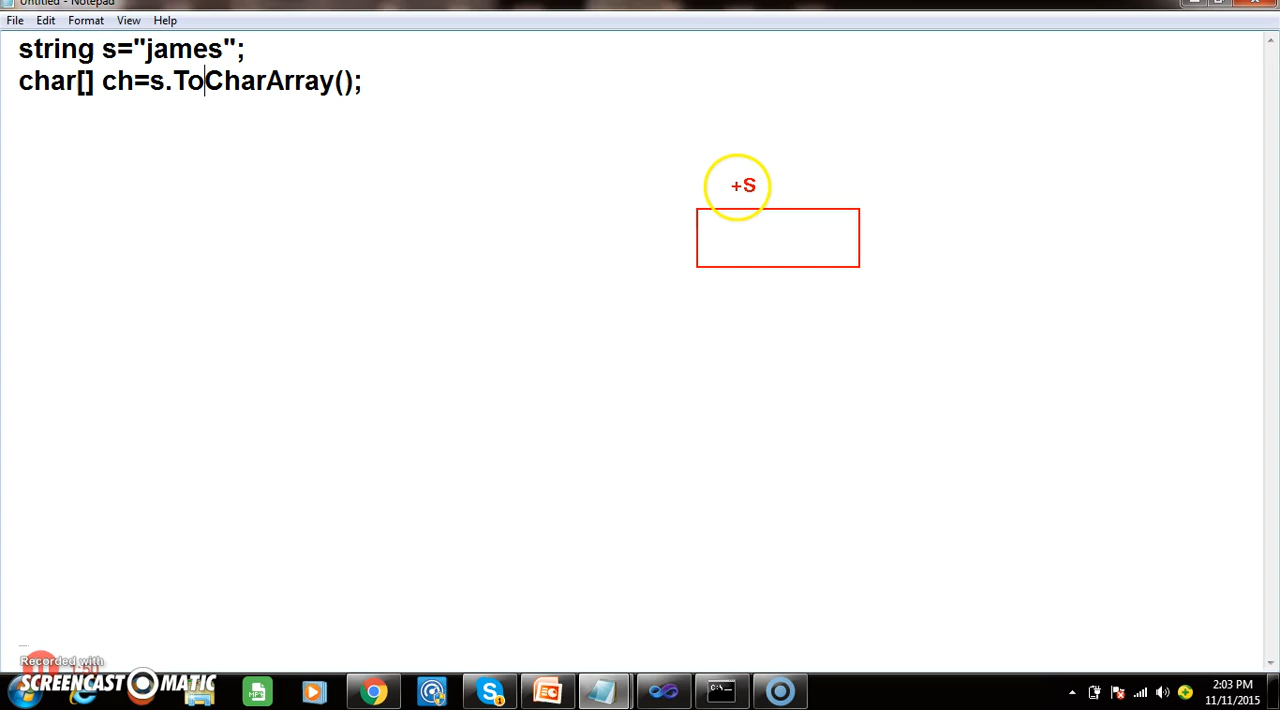 Untitled - Notepad
File Edit Format View Help
string s="james";
char[] ch=s.ToCharArray();
+S
Recorded with
SCREENCAST MATIC
2:03 PM
11/11/2015